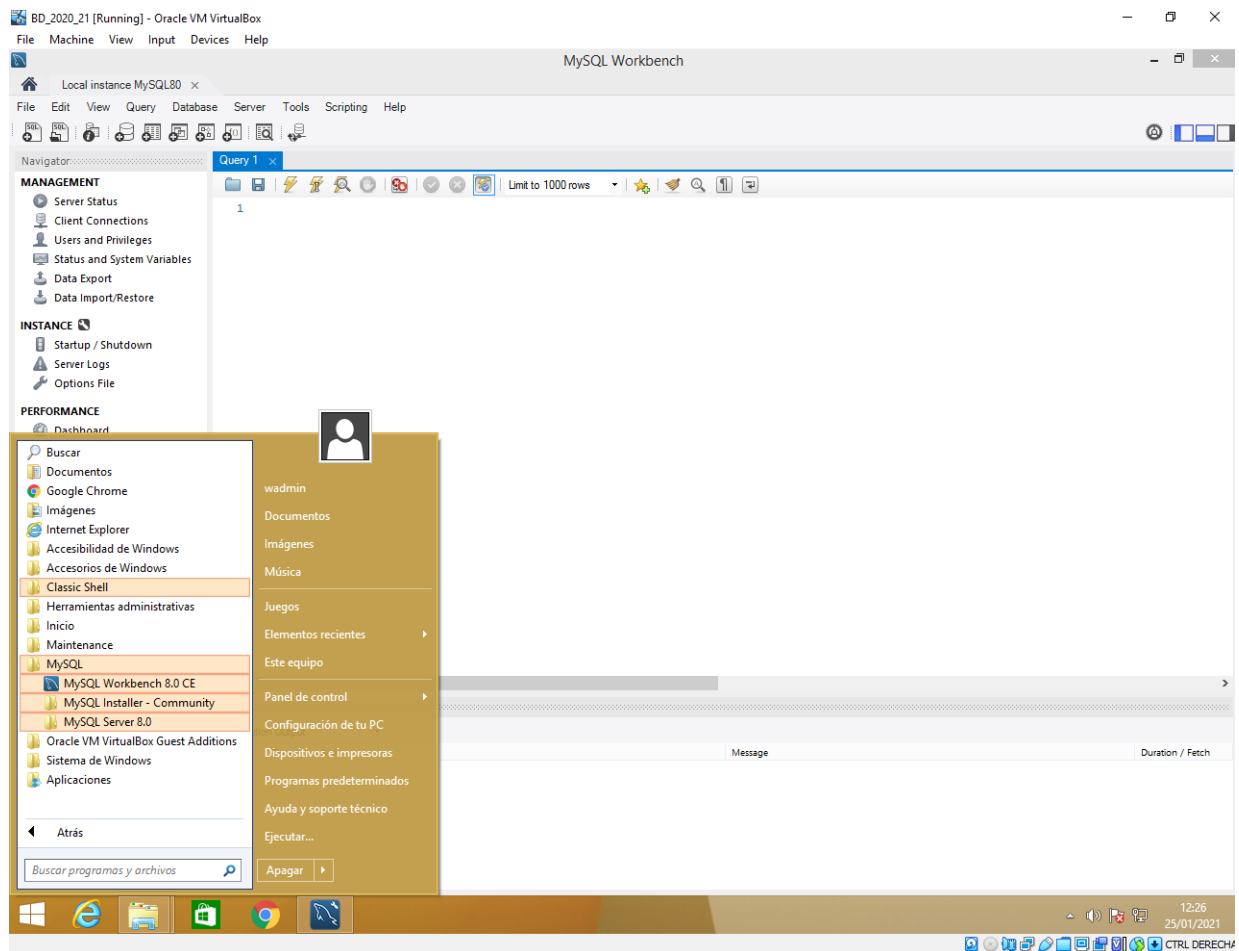 BD_2020_21 [Running] - Oracle VM VirtualBox
File Machine View Input Devices Help
MySQL Workbench
Local instance MySQL80
File Edit View Query Database Server Tools Scripting Help
Navigator
Query 1
MANAGEMENT
Server Status
Client Connections
Users and Privileges
Status and System Variables
Data Export
Data Import/Restore
INSTANCE
Startup / Shutdown
Server Logs
Options File
PERFORMANCE
Dashboard
Limit to 1000 rows
1
Buscar
Documentos
Google Chrome
Imágenes
Internet Explorer
Accesibilidad de Windows
Accesorios de Windows
Classic Shell
Herramientas administrativas
Inicio
Maintenance
MySQL
MySQL Workbench 8.0 CE
MySQL Installer - Community
MySQL Server 8.0
Oracle VM VirtualBox Guest Additions
Sistema de Windows
Aplicaciones
Atrás
Buscar programas y archivos
wadmin
Documentos
Imágenes
Música
Juegos
Elementos recientes
Este equipo
Panel de control
Configuración de tu PC
Dispositivos e impresoras
Programas predeterminados
Ayuda y soporte técnico
Ejecutar...
Apagar
Message
Duration / Fetch
12:26
25/01/2021
CTRL DERECHA